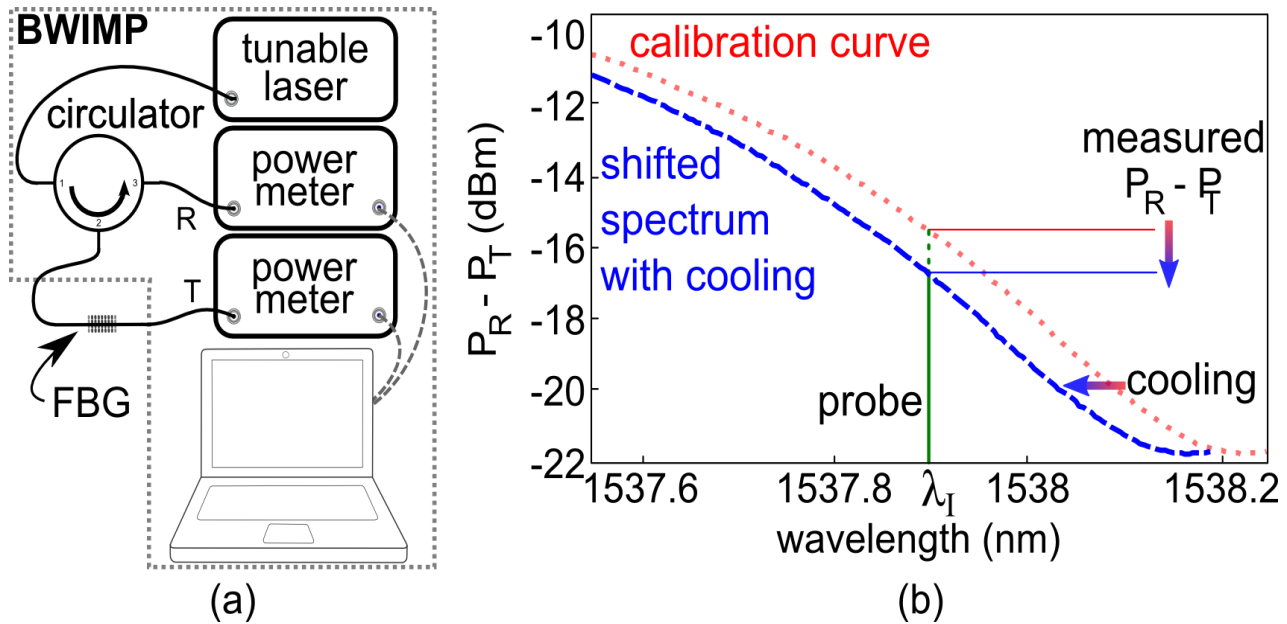 BWIMP
tunable
laser
circulator
1
2
3
power
meter
R
power
meter
T
FBG
(a)
-10
-12
-14
-16
-18
-20
-22
P_R - P_T (dBm)
calibration curve
shifted
spectrum
with cooling
measured
P_R - P_T
cooling
probe
1537.6
1537.8
λ_I
1538
1538.2
wavelength (nm)
(b)